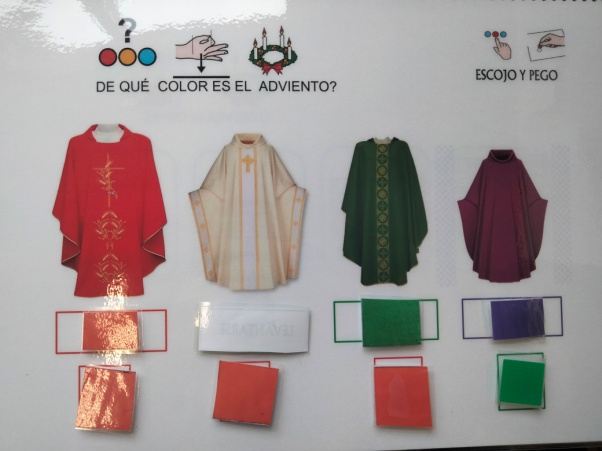 ?
DE QUÉ COLOR ES EL ADVIENTO?
ESCOJO Y PEGO